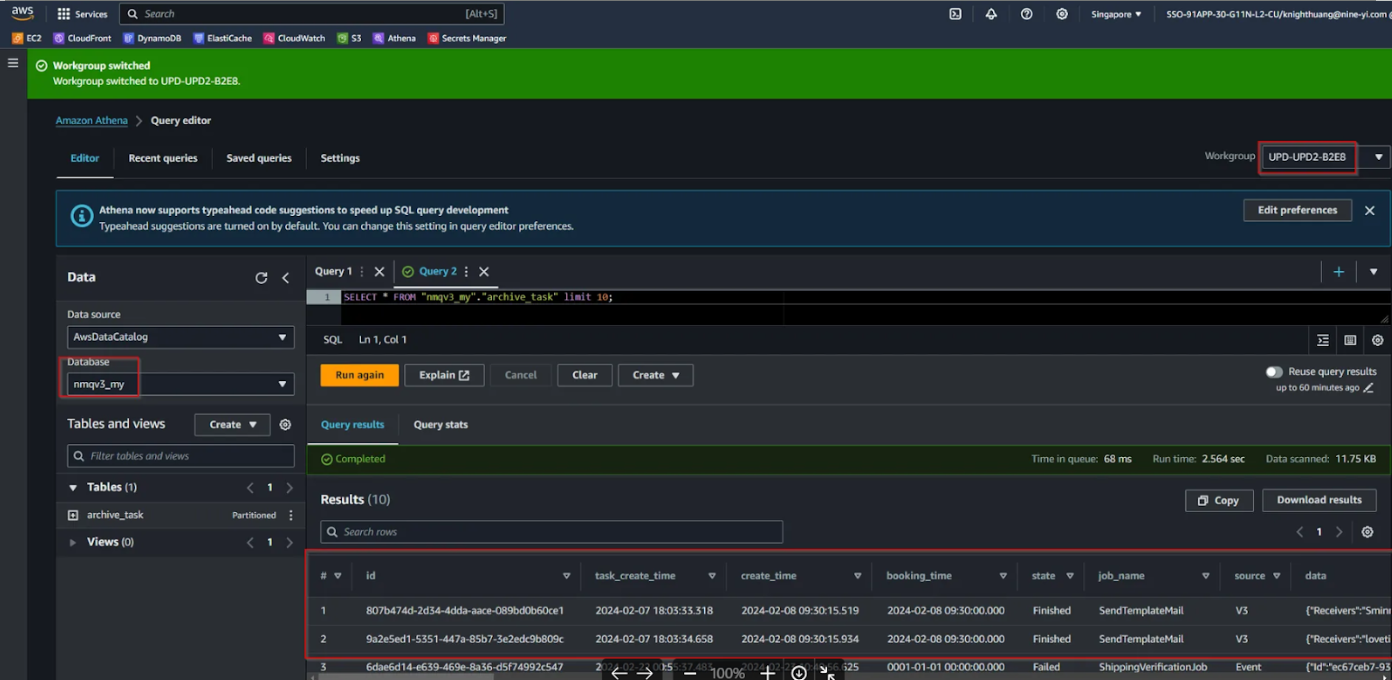 aws Services Search [Alt+S] Singapore SSO-91APP-30-G11N-L2-CU/knighthuang@nine-yi.com
EC2 CloudFront DynamoDB ElastiCache CloudWatch S3 Athena Secrets Manager
Workgroup switched
Workgroup switched to UPD-UPD2-B2E8.
Amazon Athena Query editor
Editor Recent queries Saved queries Settings Workgroup UPD-UPD2-B2E8
Athena now supports typeahead code suggestions to speed up SQL query development
Typeahead suggestions are turned on by default. You can change this setting in query editor preferences.
Edit preferences
Data
Data source
AwsDataCatalog
Database
nmqv3_my
Tables and views Create
Filter tables and views
Tables (1) 1
archive_task Partitioned
Views (0) 1
Query 1 Query 2
1 SELECT * FROM "nmqv3_my"."archive_task" limit 10;
SQL Ln 1, Col 1
Run again Explain Cancel Clear Create
Reuse query results
up to 60 minutes ago
Query results Query stats
Completed Time in queue: 68 ms Run time: 2.564 sec Data scanned: 11.75 KB
Results (10) Copy Download results
Search rows 1
# id task_create_time create_time booking_time state job_name source data
1 807b474d-2d34-4dda-aace-089bd0b60ce1 2024-02-07 18:03:33.318 2024-02-08 09:30:15.519 2024-02-08 09:30:00.000 Finished SendTemplateMail V3 {"Receivers":"Smin
2 9a2e5ed1-5351-447a-85b7-3e2edc9b809c 2024-02-07 18:03:34.658 2024-02-08 09:30:15.934 2024-02-08 09:30:00.000 Finished SendTemplateMail V3 {"Receivers":"loveti
3 6dae6d14-e639-469e-8a36-d5f74992c547 0001-01-01 00:00:00.000 Failed ShippingVerificationJob Event {"Id":"ec67ceb7-93
100%